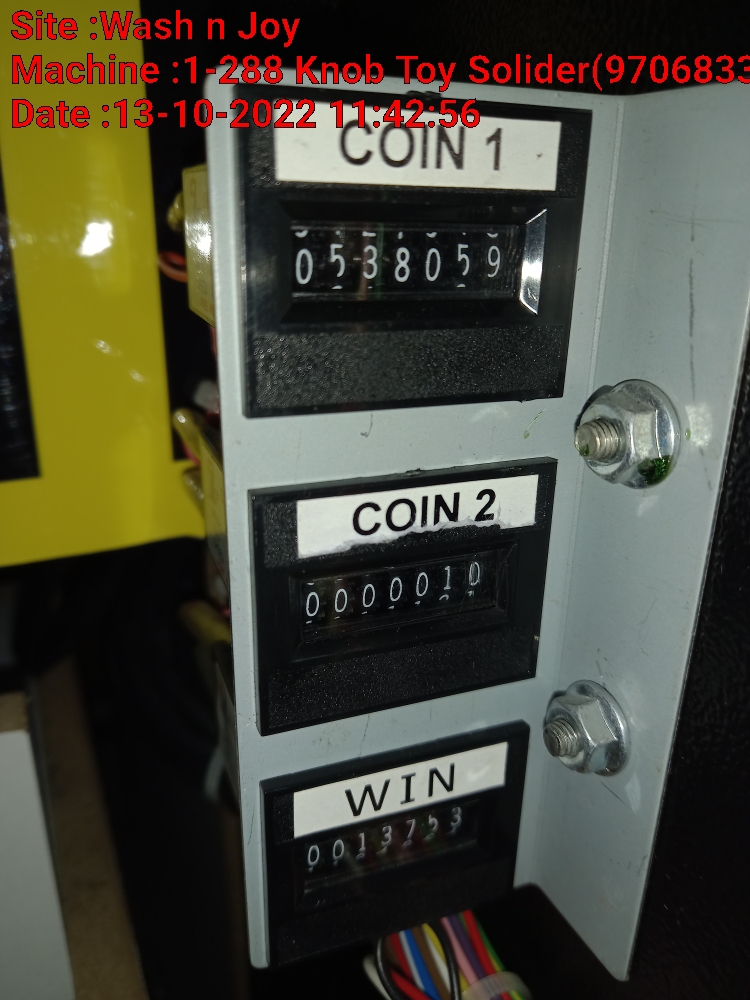 Site :Wash n Joy
Machine :1-288 Knob Toy Solider(9706833
Date :13-10-2022 11:42:56
COIN 1
0538059
COIN 2
0000010
WIN
0013753